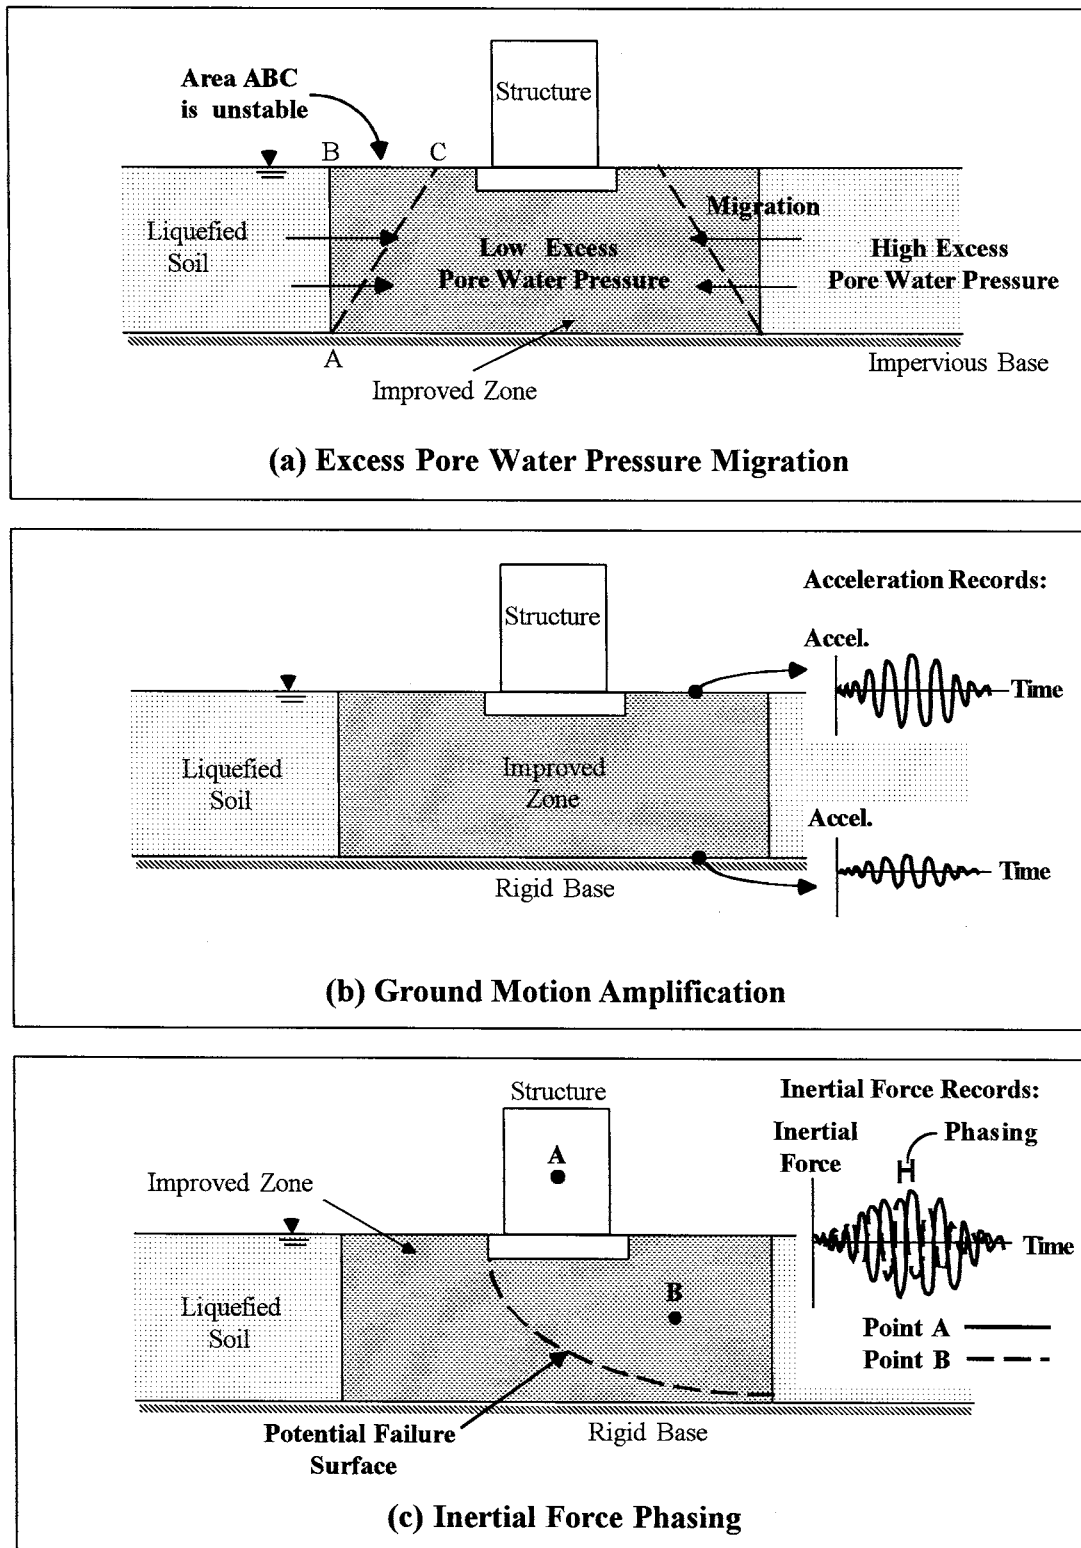 Structure
Area ABC
is unstable
B
C
Migration
Liquefied
Soil
Low Excess
Pore Water Pressure
High Excess
Pore Water Pressure
A
Impervious Base
Improved Zone
(a) Excess Pore Water Pressure Migration
Structure
Acceleration Records:
Accel.
Time
Liquefied
Soil
Improved
Zone
Accel.
Time
Rigid Base
(b) Ground Motion Amplification
Structure
Inertial Force Records:
Inertial
Force
Phasing
A
Improved Zone
Time
Liquefied
Soil
B
Point A
Point B
Potential Failure
Surface
Rigid Base
(c) Inertial Force Phasing